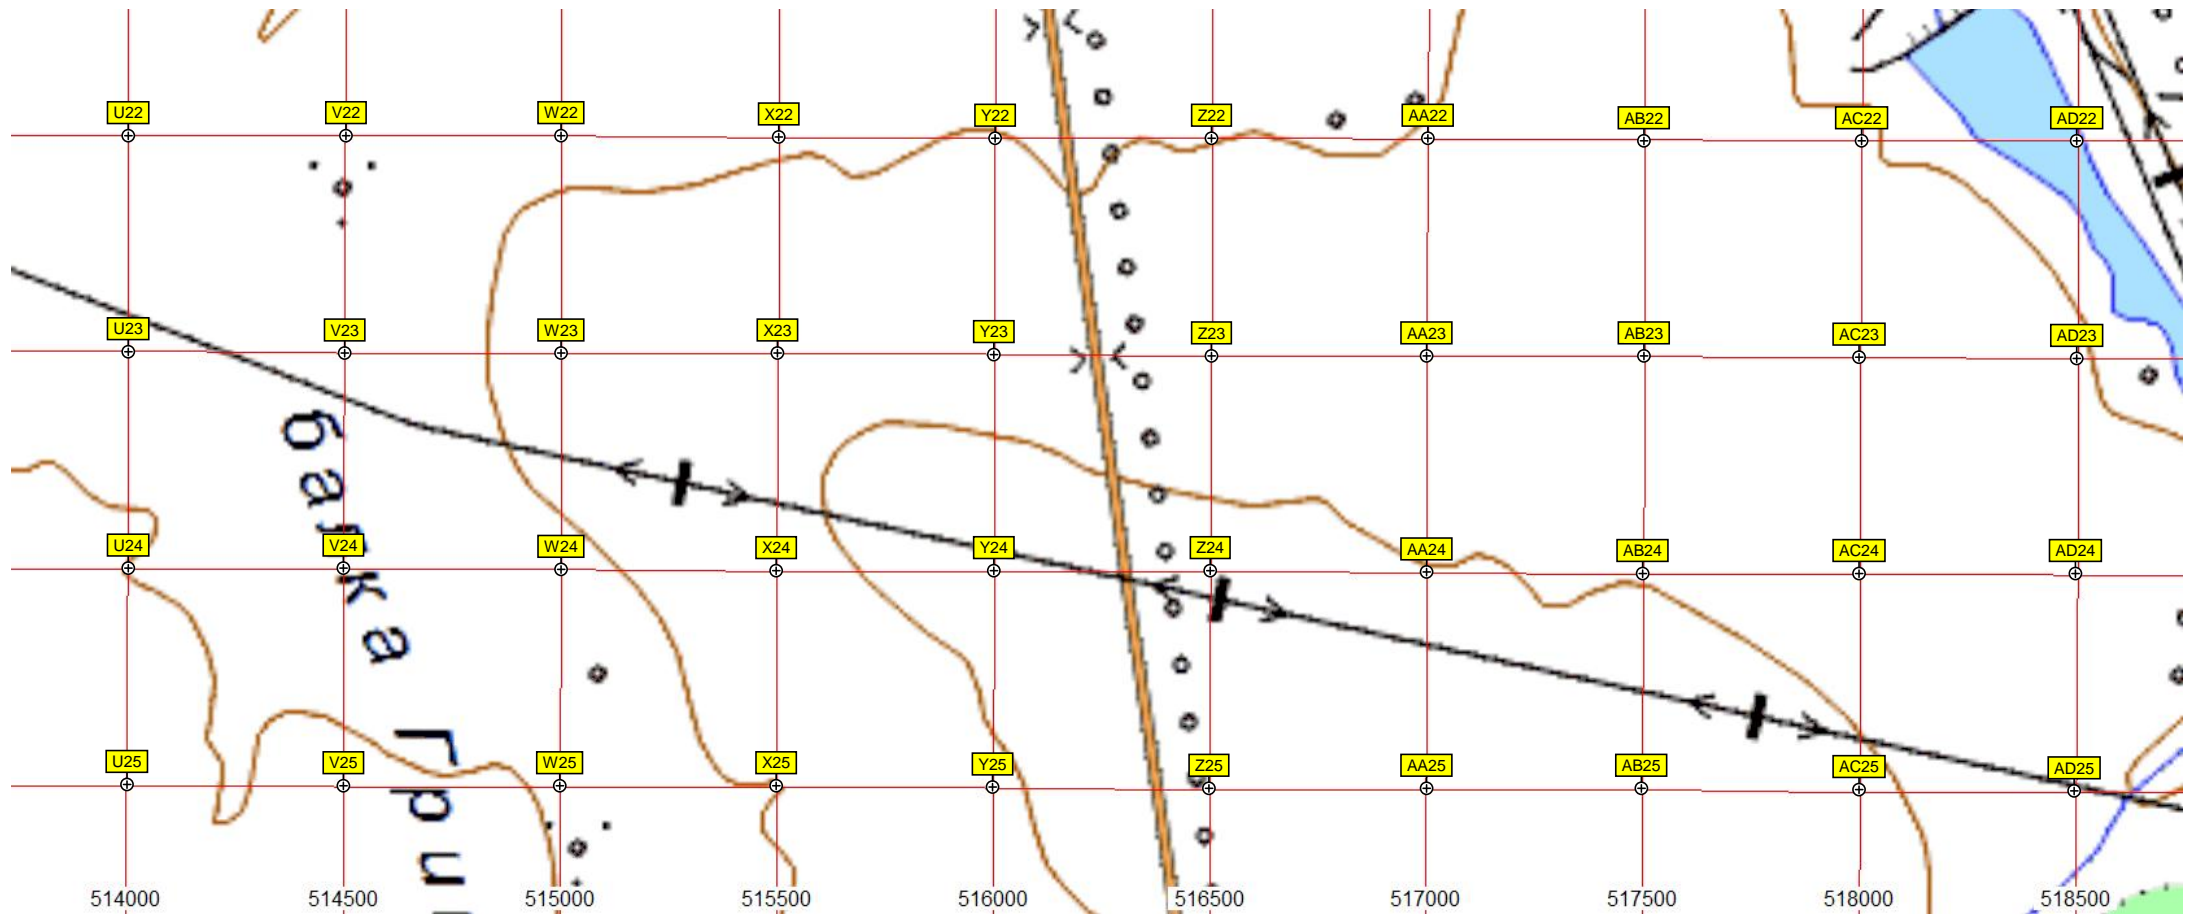 U22 V22 W22 X22 Y22 Z22 AA22 AB22 AC22 AD22
U23 V23 W23 X23 Y23 Z23 AA23 AB23 AC23 AD23
балка Гри
U24 V24 W24 X24 Y24 Z24 AA24 AB24 AC24 AD24
U25 V25 W25 X25 Y25 Z25 AA25 AB25 AC25 AD25
514000 514500 515000 515500 516000 516500 517000 517500 518000 518500